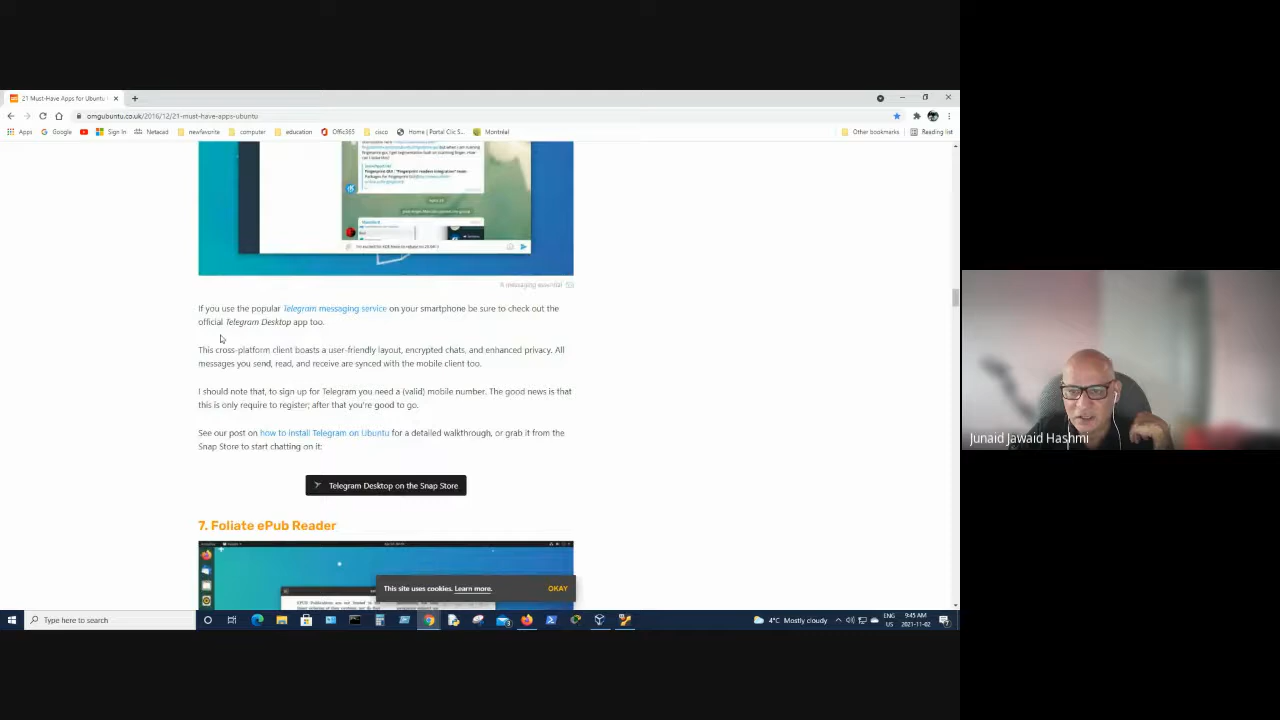 21 Must-Have Apps for Ubuntu
omgubuntu.co.uk/2016/12/21-must-have-apps-ubuntu
Apps Google Sign In Netacad newfavorite computer education Office365 cisco Home | Portal Clic S... Montréal Other bookmarks Reading list
A messaging essential
If you use the popular Telegram messaging service on your smartphone be sure to check out the
official Telegram Desktop app too.
This cross-platform client boasts a user-friendly layout, encrypted chats, and enhanced privacy. All
messages you send, read, and receive are synced with the mobile client too.
I should note that, to sign up for Telegram you need a (valid) mobile number. The good news is that
this is only require to register; after that you're good to go.
See our post on how to install Telegram on Ubuntu for a detailed walkthrough, or grab it from the
Snap Store to start chatting on it:
Telegram Desktop on the Snap Store
7. Foliate ePub Reader
This site uses cookies. Learn more. OKAY
Type here to search
4°C Mostly cloudy
ENG
US
9:45 AM
2021-11-02
Junaid Jawaid Hashmi